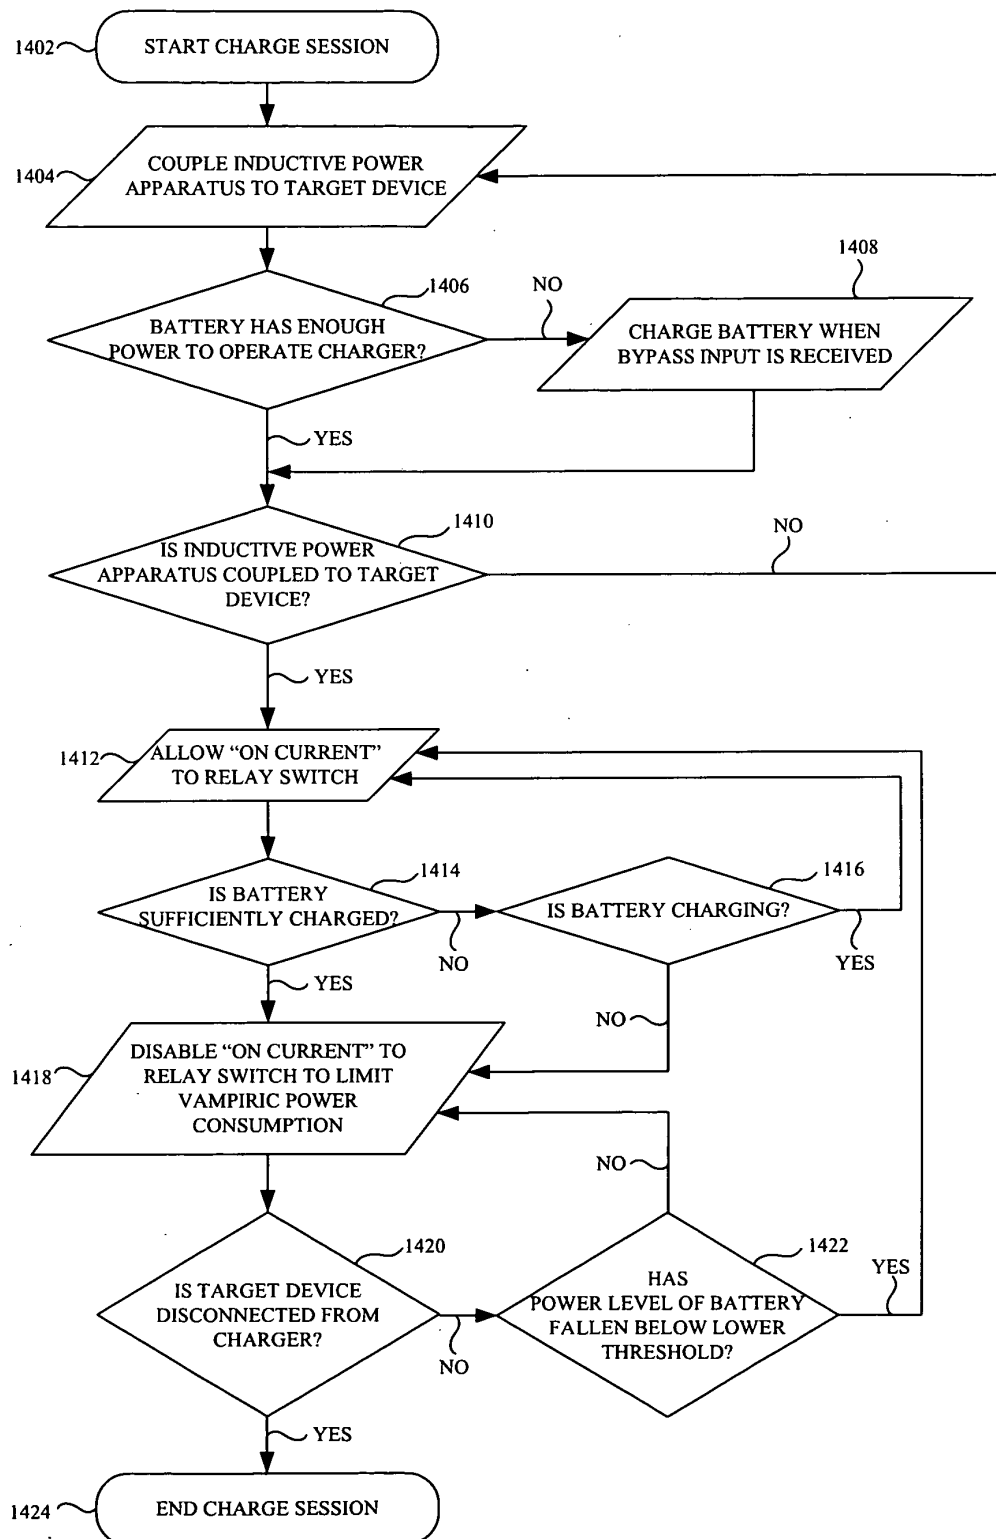 1402
START CHARGE SESSION
1404
COUPLE INDUCTIVE POWER
APPARATUS TO TARGET DEVICE
1406
BATTERY HAS ENOUGH
POWER TO OPERATE CHARGER?
NO
1408
CHARGE BATTERY WHEN
BYPASS INPUT IS RECEIVED
YES
1410
IS INDUCTIVE POWER
APPARATUS COUPLED TO TARGET
DEVICE?
NO
YES
1412
ALLOW “ON CURRENT”
TO RELAY SWITCH
1414
IS BATTERY
SUFFICIENTLY CHARGED?
NO
1416
IS BATTERY CHARGING?
YES
YES
NO
1418
DISABLE “ON CURRENT” TO
RELAY SWITCH TO LIMIT
VAMPIRIC POWER
CONSUMPTION
NO
1420
IS TARGET DEVICE
DISCONNECTED FROM
CHARGER?
NO
1422
HAS
POWER LEVEL OF BATTERY
FALLEN BELOW LOWER
THRESHOLD?
YES
YES
1424
END CHARGE SESSION